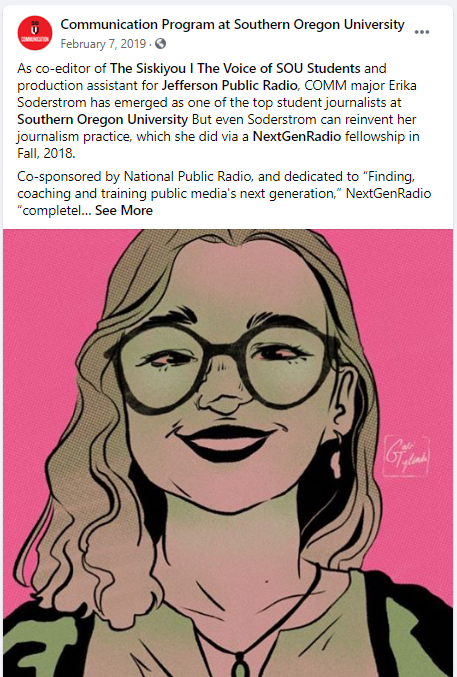 Communication Program at Southern Oregon University
February 7, 2019
As co-editor of The Siskiyou I The Voice of SOU Students and
production assistant for Jefferson Public Radio, COMM major Erika
Soderstrom has emerged as one of the top student journalists at
Southern Oregon University But even Soderstrom can reinvent her
journalism practice, which she did via a NextGenRadio fellowship in
Fall, 2018.
Co-sponsored by National Public Radio, and dedicated to “Finding,
coaching and training public media's next generation,” NextGenRadio
“completel... See More